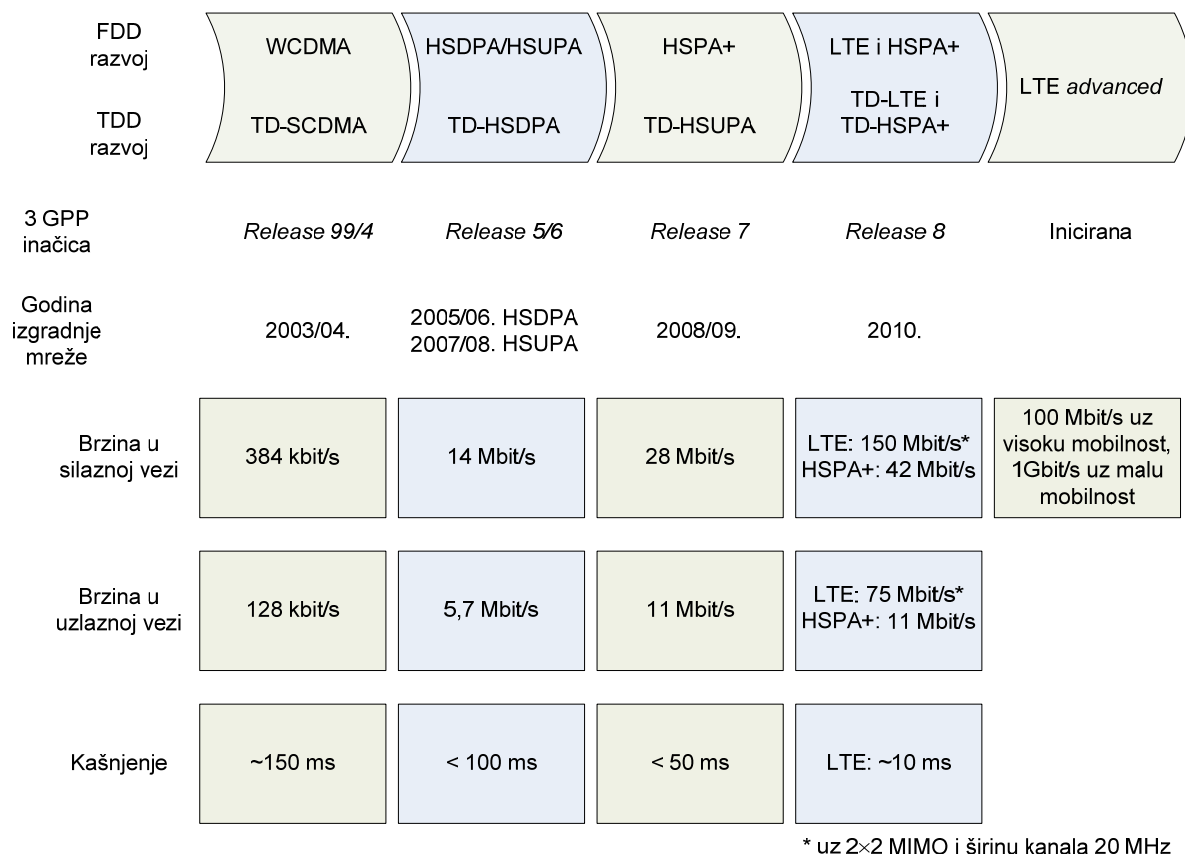 FDD
razvoj
WCDMA
HSDPA/HSUPA
HSPA+
LTE i HSPA+
LTE advanced
TDD
razvoj
TD-SCDMA
TD-HSDPA
TD-HSUPA
TD-LTE i
TD-HSPA+
3 GPP
inačica
Release 99/4
Release 5/6
Release 7
Release 8
Inicirana
Godina
izgradnje
mreže
2003/04.
2005/06. HSDPA
2007/08. HSUPA
2008/09.
2010.
Brzina u
silaznoj vezi
384 kbit/s
14 Mbit/s
28 Mbit/s
LTE: 150 Mbit/s*
HSPA+: 42 Mbit/s
100 Mbit/s uz
visoku mobilnost,
1Gbit/s uz malu
mobilnost
Brzina u
uzlaznoj vezi
128 kbit/s
5,7 Mbit/s
11 Mbit/s
LTE: 75 Mbit/s*
HSPA+: 11 Mbit/s
Kašnjenje
~150 ms
< 100 ms
< 50 ms
LTE: ~10 ms
* uz 2×2 MIMO i širinu kanala 20 MHz